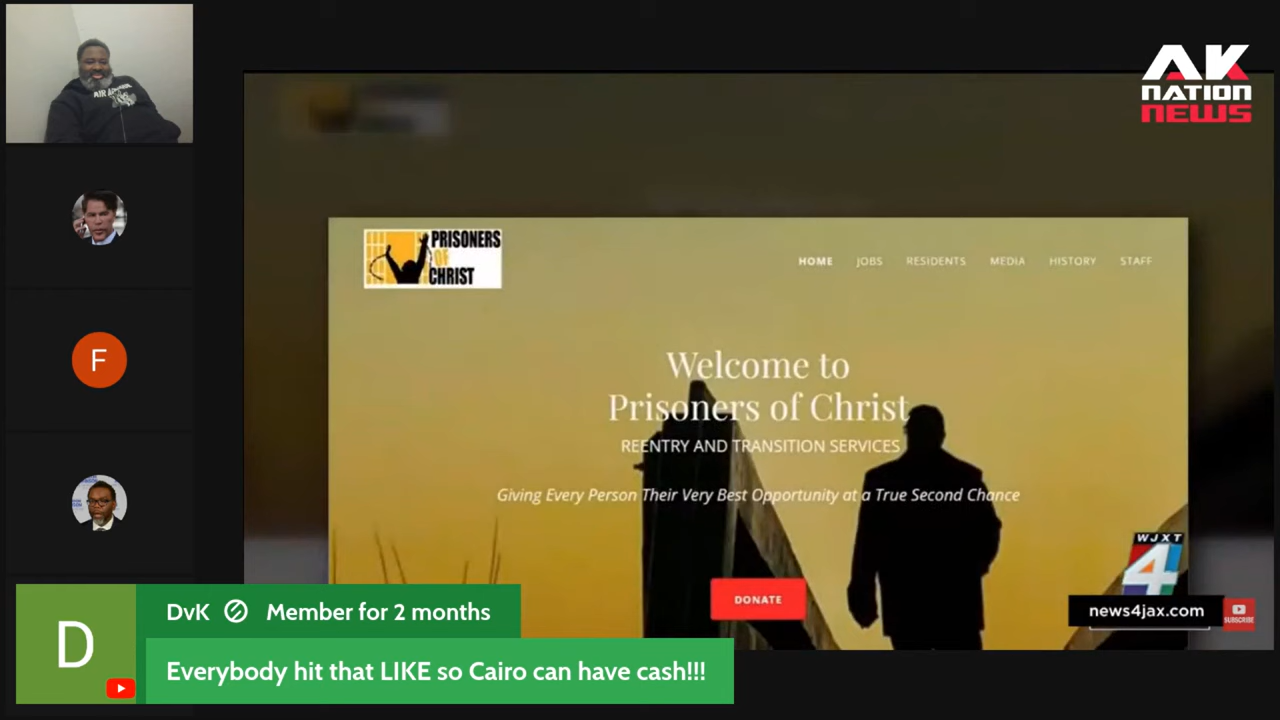 AIR
AK
NATION
NEWS
PRISONERS
OF
CHRIST
HOME JOBS RESIDENTS MEDIA HISTORY STAFF
Welcome to
Prisoners of Christ
REENTRY AND TRANSITION SERVICES
Giving Every Person Their Very Best Opportunity at a True Second Chance
DONATE
WJXT
4
news4jax.com
SUBSCRIBE
F
D
DvK Member for 2 months
Everybody hit that LIKE so Cairo can have cash!!!